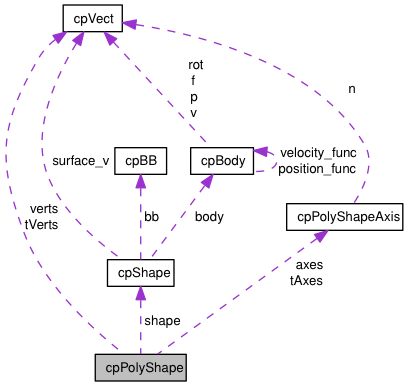 cpVect
rot
f
p
v
n
surface_v
cpBB
cpBody
velocity_func
position_func
verts
tVerts
bb
body
cpPolyShapeAxis
cpShape
axes
tAxes
shape
cpPolyShape